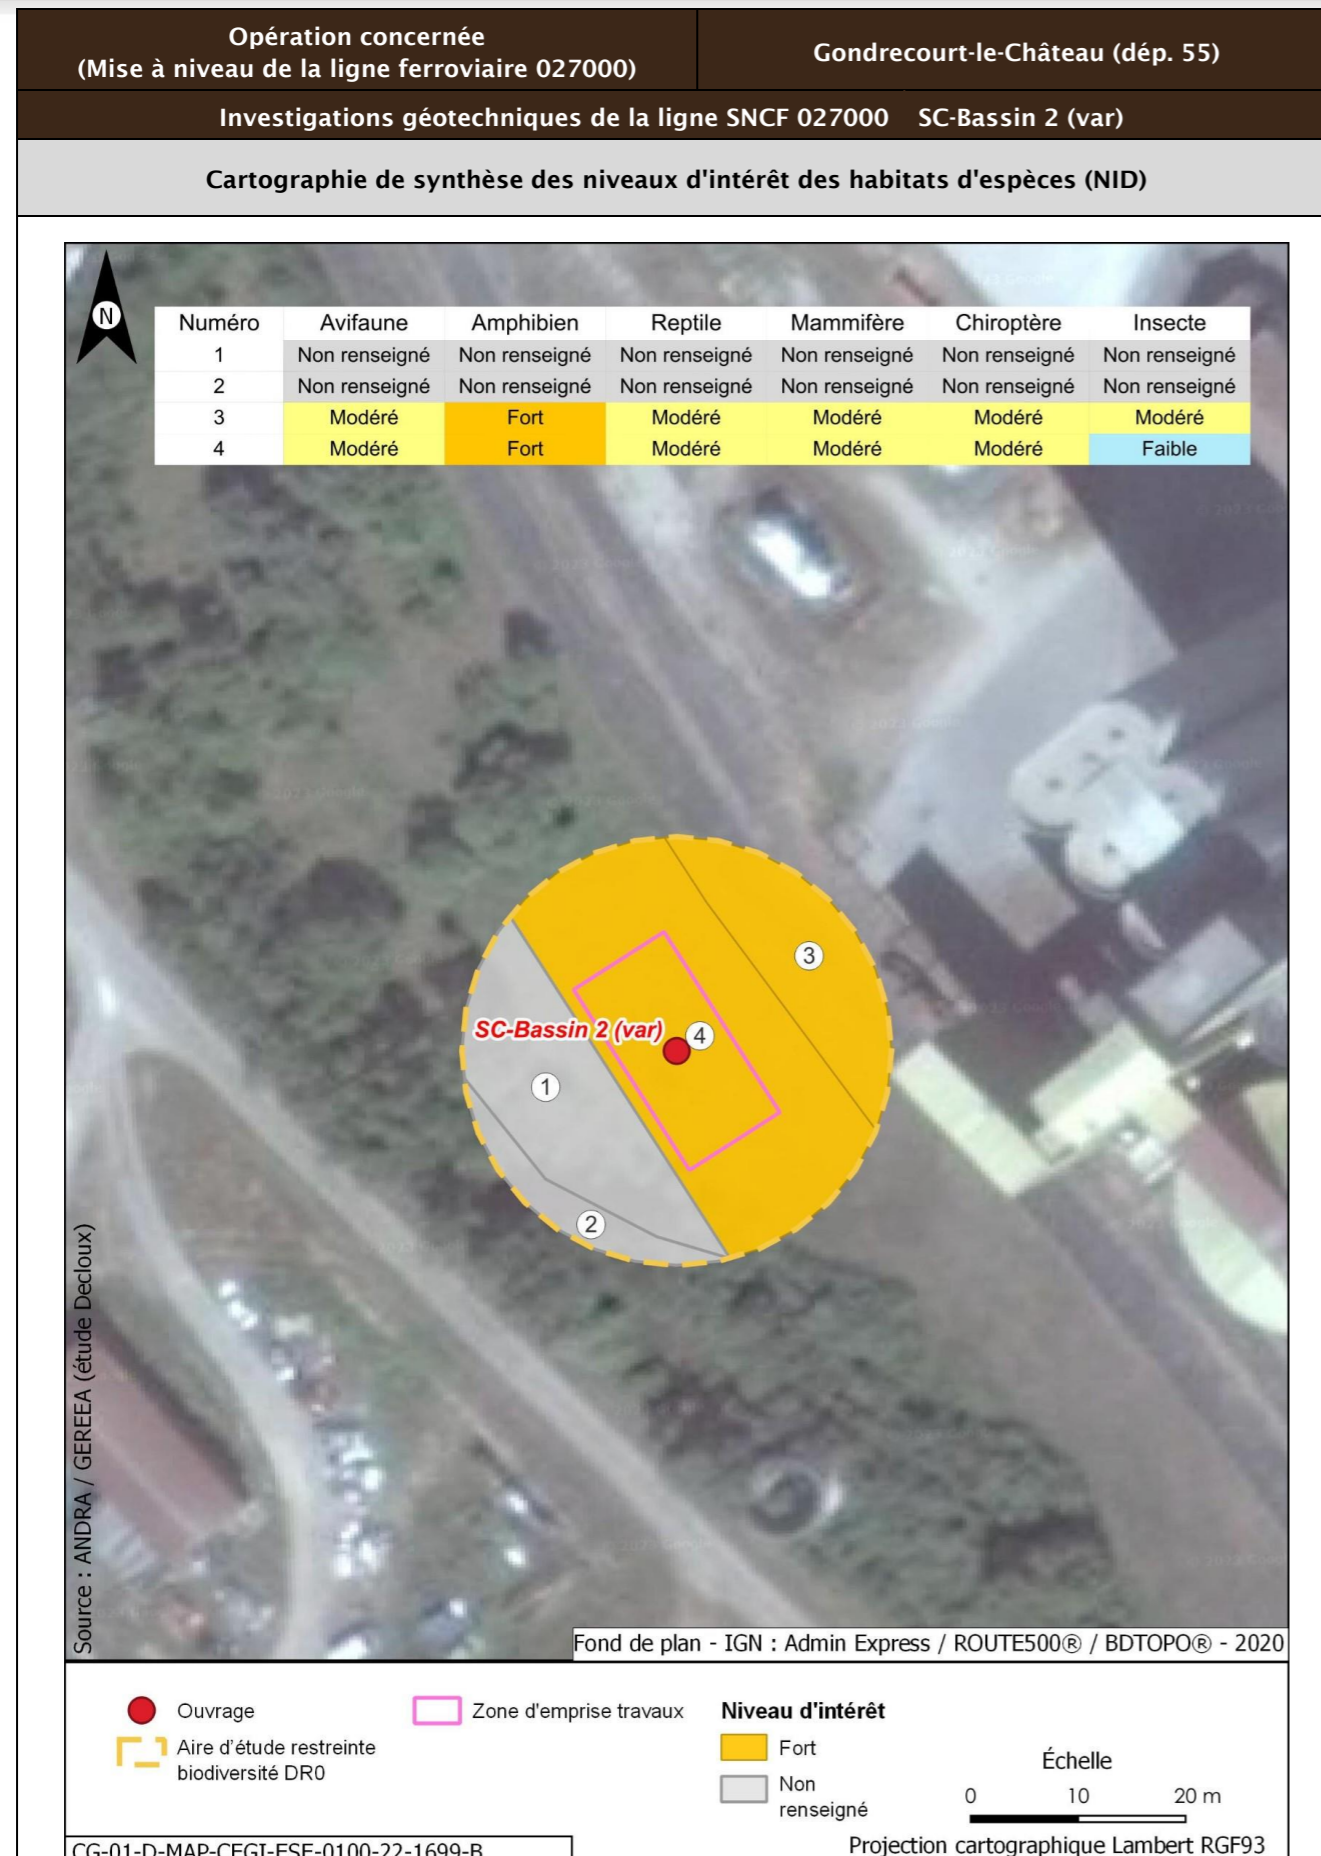 Opération concernée
(Mise à niveau de la ligne ferroviaire 027000)
Gondrecourt-le-Château (dép. 55)
Investigations géotechniques de la ligne SNCF 027000 SC-Bassin 2 (var)
Cartographie de synthèse des niveaux d'intérêt des habitats d'espèces (NID)
N
Numéro Avifaune Amphibien Reptile Mammifère Chiroptère Insecte
1 Non renseigné Non renseigné Non renseigné Non renseigné Non renseigné Non renseigné
2 Non renseigné Non renseigné Non renseigné Non renseigné Non renseigné Non renseigné
3 Modéré Fort Modéré Modéré Modéré Modéré
4 Modéré Fort Modéré Modéré Modéré Faible
3
SC-Bassin 2 (var)
4
1
2
Source : ANDRA / GEREEA (étude Decloux)
Fond de plan - IGN : Admin Express / ROUTE500® / BDTOPO® - 2020
Ouvrage
Aire d'étude restreinte
biodiversité DR0
Zone d'emprise travaux
Niveau d'intérêt
Fort
Non
renseigné
Échelle
0 10 20 m
Projection cartographique Lambert RGF93
CG-01-D-MAP-CEGI-ESE-0100-22-1699-B